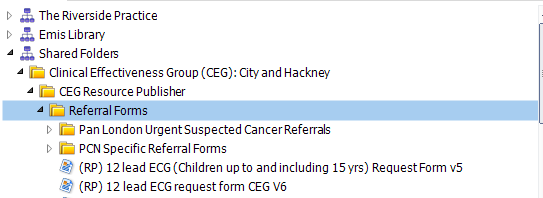 The Riverside Practice
Emis Library
Shared Folders
Clinical Effectiveness Group (CEG): City and Hackney
CEG Resource Publisher
Referral Forms
Pan London Urgent Suspected Cancer Referrals
PCN Specific Referral Forms
(RP) 12 lead ECG (Children up to and including 15 yrs) Request Form v5
(RP) 12 lead ECG request form CEG V6